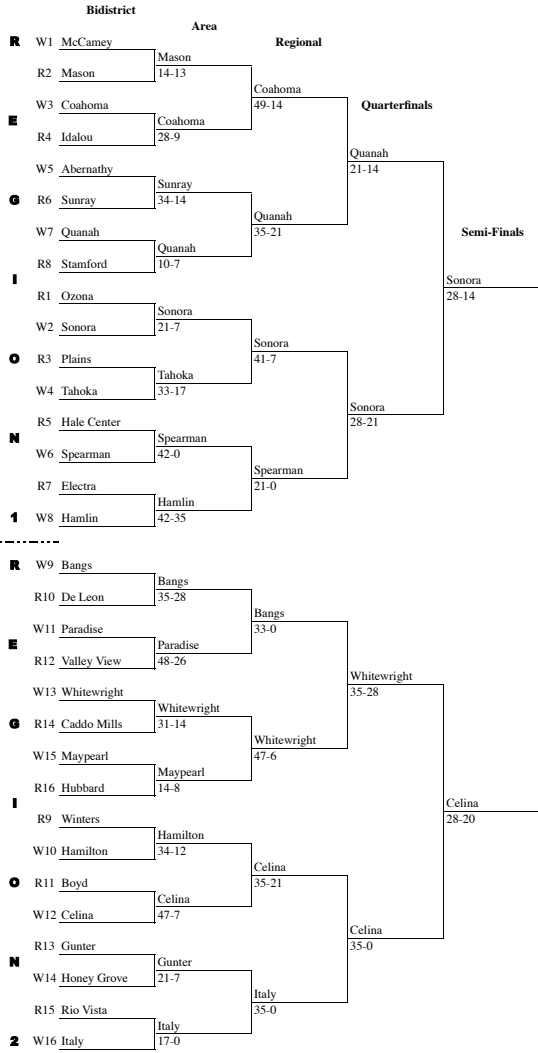 Bidistrict
Area
Regional
Quarterfinals
Semi-Finals
R W1 McCamey
Mason
R2 Mason 14-13
Coahoma
49-14
W3 Coahoma
E Coahoma
R4 Idalou 28-9
Quanah
21-14
W5 Abernathy
Sunray
G R6 Sunray 34-14
Quanah
35-21
W7 Quanah
Quanah
R8 Stamford 10-7
I
Sonora
28-14
R1 Ozona
Sonora
W2 Sonora 21-7
Sonora
41-7
O R3 Plains
Tahoka
W4 Tahoka 33-17
Sonora
28-21
R5 Hale Center
N Spearman
W6 Spearman 42-0
Spearman
21-0
R7 Electra
Hamlin
1 W8 Hamlin 42-35
R W9 Bangs
Bangs
R10 De Leon 35-28
Bangs
33-0
W11 Paradise
E Paradise
R12 Valley View 48-26
Whitewright
35-28
W13 Whitewright
Whitewright
G R14 Caddo Mills 31-14
Whitewright
47-6
W15 Maypearl
Maypearl
R16 Hubbard 14-8
I
Celina
28-20
R9 Winters
Hamilton
W10 Hamilton 34-12
Celina
35-21
O R11 Boyd
Celina
W12 Celina 47-7
Celina
35-0
R13 Gunter
N Gunter
W14 Honey Grove 21-7
Italy
35-0
R15 Rio Vista
Italy
2 W16 Italy 17-0